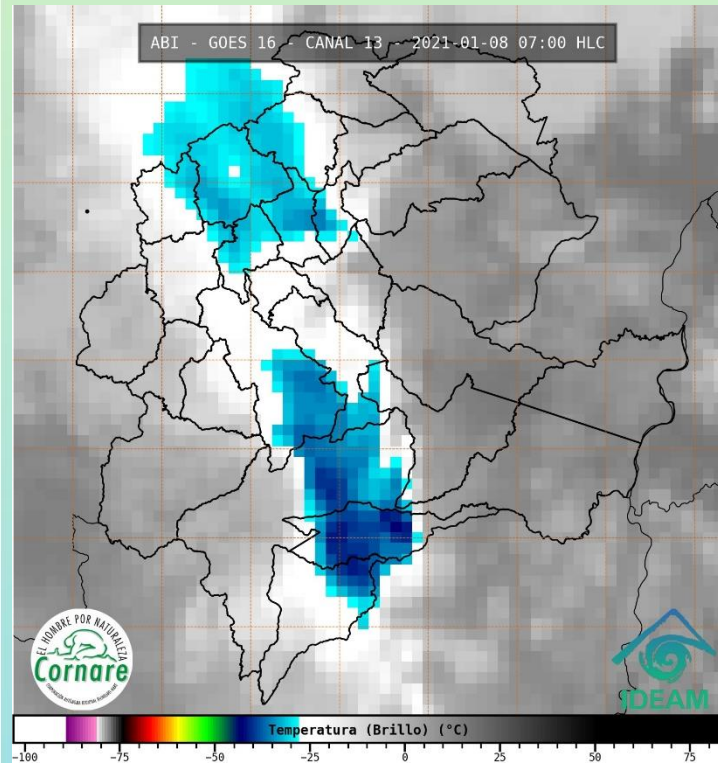 ABI - GOES 16 - CANAL 13 - 2021-01-08 07:00 HLC
EL HOMBRE POR NATURALEZA
Cornare
IDEAM
Temperatura (Brillo) (°C)
-100 -75 -50 -25 0 25 50 75